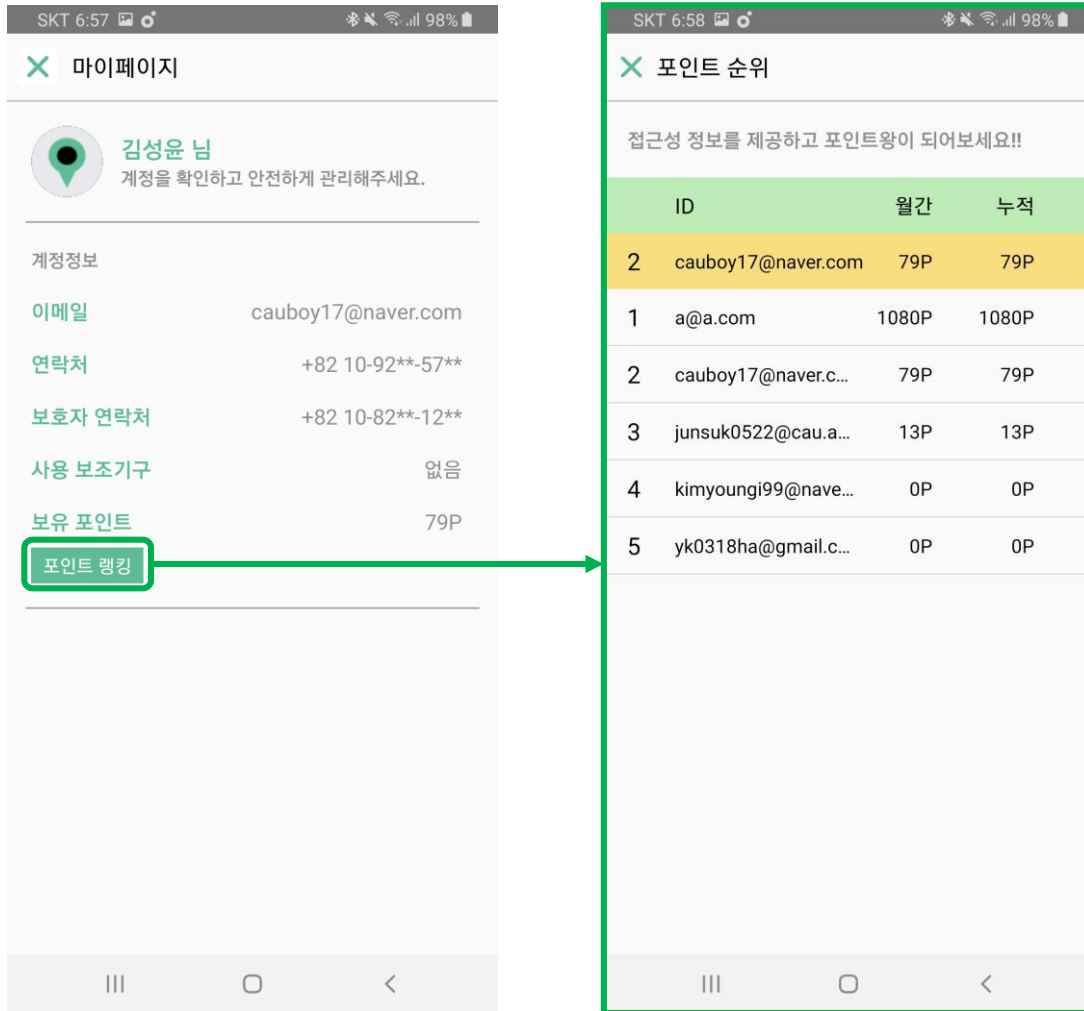 SKT 6:57 98%
마이페이지
김성윤 님
계정을 확인하고 안전하게 관리해주세요.
계정정보
이메일 cauboy17@naver.com
연락처 +82 10-92**-57**
보호자 연락처 +82 10-82**-12**
사용 보조기구 없음
보유 포인트 79P
포인트 랭킹
SKT 6:58 98%
포인트 순위
접근성 정보를 제공하고 포인트왕이 되어보세요!!
ID 월간 누적
2 cauboy17@naver.com 79P 79P
1 a@a.com 1080P 1080P
2 cauboy17@naver.c... 79P 79P
3 junsuk0522@cau.a... 13P 13P
4 kimyoungi99@nave... 0P 0P
5 yk0318ha@gmail.c... 0P 0P